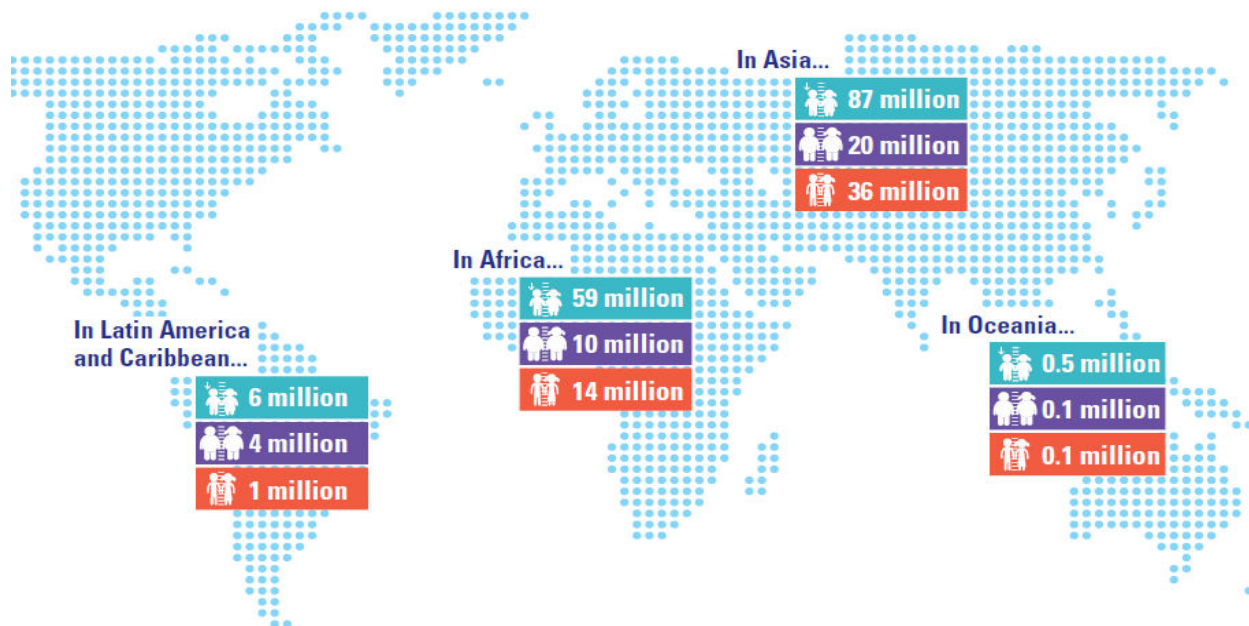 In Asia...
87 million
20 million
36 million
In Africa...
59 million
10 million
14 million
In Latin America
and Caribbean...
6 million
4 million
1 million
In Oceania...
0.5 million
0.1 million
0.1 million